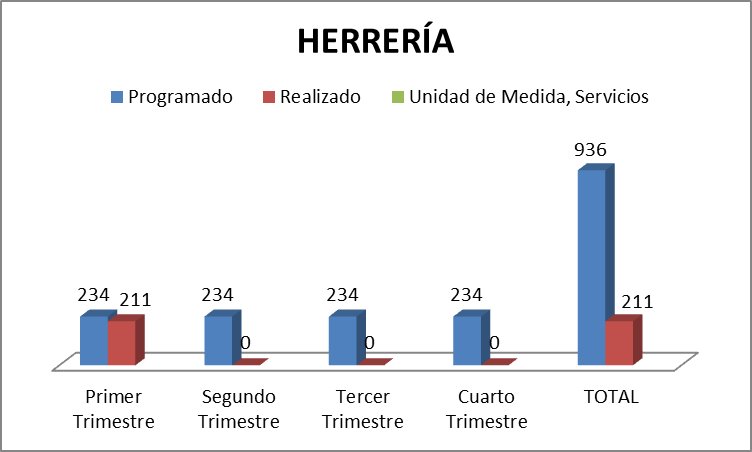 HERRERÍA
Programado Realizado Unidad de Medida, Servicios
936
234 211 234 0 234 0 234 0 211
Primer Segundo Tercer Cuarto TOTAL
Trimestre Trimestre Trimestre Trimestre